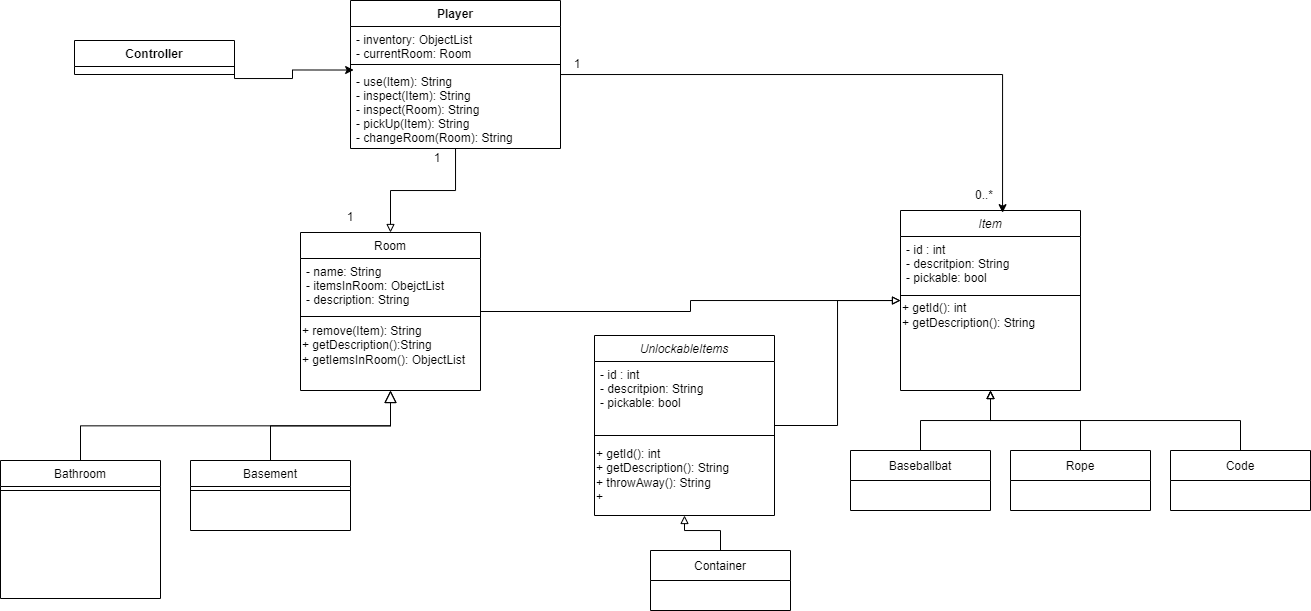 Player
- inventory: ObjectList
- currentRoom: Room
- use(Item): String
- inspect(Item): String
- inspect(Room): String
- pickUp(Item): String
- changeRoom(Room): String
Controller
1
0..*
1
1
Room
- name: String
- itemsInRoom: ObejctList
- description: String
+ remove(Item): String
+ getDescription():String
+ getIemsInRoom(): ObjectList
Item
- id : int
- descritpion: String
- pickable: bool
+ getId(): int
+ getDescription(): String
UnlockableItems
- id : int
- descritpion: String
- pickable: bool
+ getId(): int
+ getDescription(): String
+ throwAway(): String
+
Bathroom
Basement
Baseballbat
Rope
Code
Container